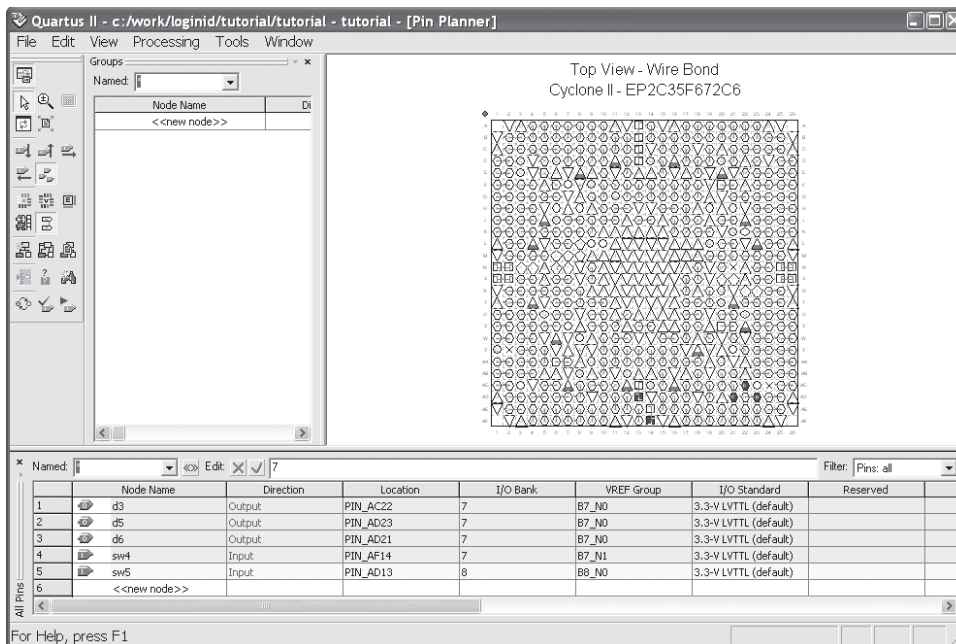 Quartus II - c:/work/loginid/tutorial/tutorial - tutorial - [Pin Planner]
File Edit View Processing Tools Window
Groups
Named: *
Node Name Di
<<new node>>
Top View - Wire Bond
Cyclone II - EP2C35F672C6
Named: * Edit: 7 Filter: Pins: all
Node Name Direction Location I/O Bank VREF Group I/O Standard Reserved
1 d3 Output PIN_AC22 7 B7_N0 3.3-V LVTTL (default)
2 d5 Output PIN_AD23 7 B7_N0 3.3-V LVTTL (default)
3 d6 Output PIN_AD21 7 B7_N0 3.3-V LVTTL (default)
4 sw4 Input PIN_AF14 7 B7_N1 3.3-V LVTTL (default)
5 sw5 Input PIN_AD13 8 B8_N0 3.3-V LVTTL (default)
6 <<new node>>
All Pins
For Help, press F1